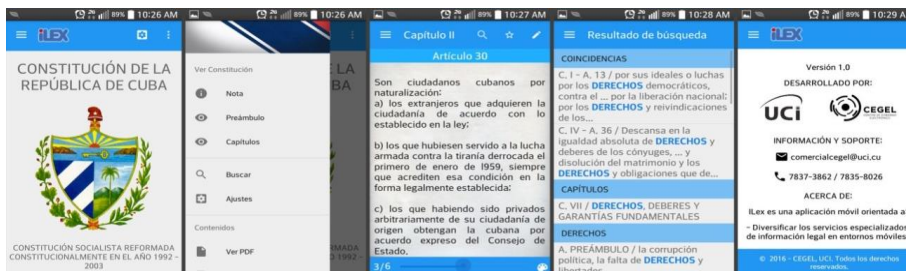 89% 10:26 AM
iLEX
CONSTITUCIÓN DE LA
REPÚBLICA DE CUBA
CONSTITUCIÓN SOCIALISTA REFORMADA
CONSTITUCIONALMENTE EN EL AÑO 1992 -
2003
89% 10:26 AM
Ver Constitución
Nota
Preámbulo
Capítulos
Buscar
Ajustes
Contenidos
Ver PDF
E LA
BA
RMADA
1992 -
89% 10:27 AM
Capítulo II
Artículo 30
Son ciudadanos cubanos por
naturalización:
a) los extranjeros que adquieren la
ciudadanía de acuerdo con lo
establecido en la ley;
b) los que hubiesen servido a la lucha
armada contra la tiranía derrocada el
primero de enero de 1959, siempre
que acrediten esa condición en la
forma legalmente establecida;
c) los que habiendo sido privados
arbitrariamente de su ciudadanía de
origen obtengan la cubana por
acuerdo expreso del Consejo de
Estado.
3/6
89% 10:28 AM
Resultado de búsqueda
COINCIDENCIAS
C, I - A, 13 / por sus ideales o luchas
por los DERECHOS democráticos,
contra el ... por la liberación nacional;
por los DERECHOS y reivindicaciones
de los...
C, IV - A, 36 / Descansa en la
igualdad absoluta de DERECHOS y
deberes de los cónyuges, ... y
disolución del matrimonio y los
DERECHOS y obligaciones que de...
CAPÍTULOS
C, VII / DERECHOS, DEBERES Y
GARANTÍAS FUNDAMENTALES
DERECHOS
A, PREÁMBULO / la corrupción
política, la falta de DERECHOS y
libertades
89% 10:29 A
iLEX
Versión 1.0
DESARROLLADO POR:
UCi
CEGEL
INFORMACIÓN Y SOPORTE:
comercialcegel@uci.cu
7837-3862 / 7835-8026
ACERCA DE:
ILex es una aplicación móvil orientada a:
- Diversificar los servicios especializados
de información legal en entornos móviles
© 2016 - CEGEL, UCI. Todos los derechos
reservados.